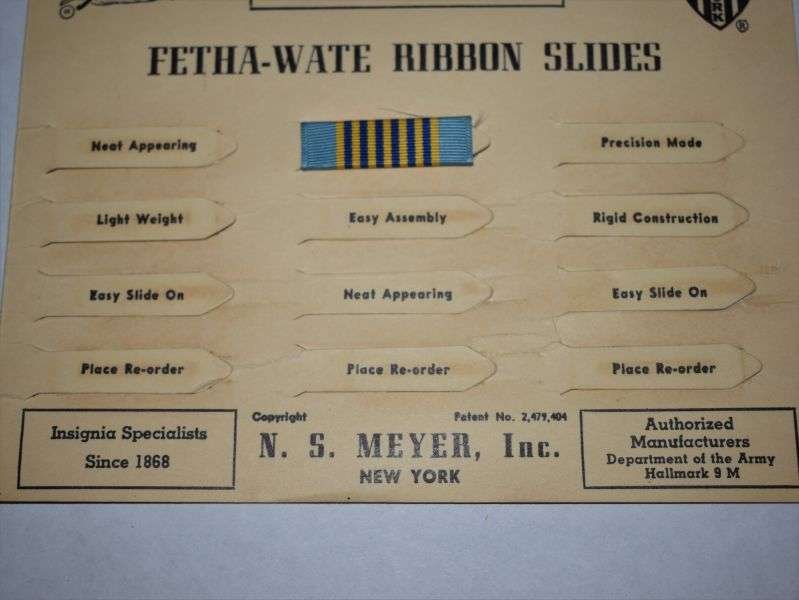 RK
®
FETHA-WATE RIBBON SLIDES
Neat Appearing
Precision Made
Light Weight
Easy Assembly
Rigid Construction
Easy Slide On
Neat Appearing
Easy Slide On
Place Re-order
Place Re-order
Place Re-order
Insignia Specialists
Since 1868
Copyright
Patent No. 2,479,404
N. S. MEYER, Inc.
NEW YORK
Authorized
Manufacturers
Department of the Army
Hallmark 9 M